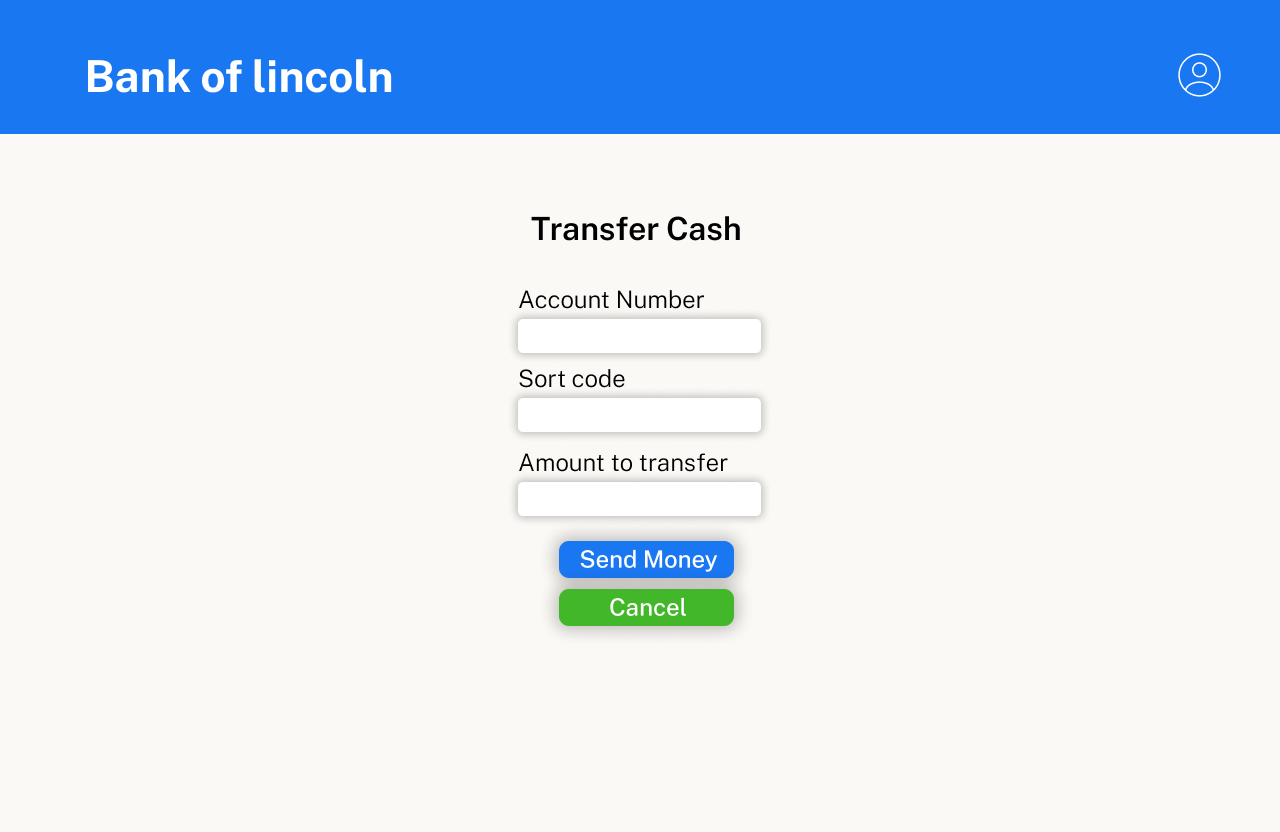 Bank of lincoln
Transfer Cash
Account Number
Sort code
Amount to transfer
Send Money
Cancel